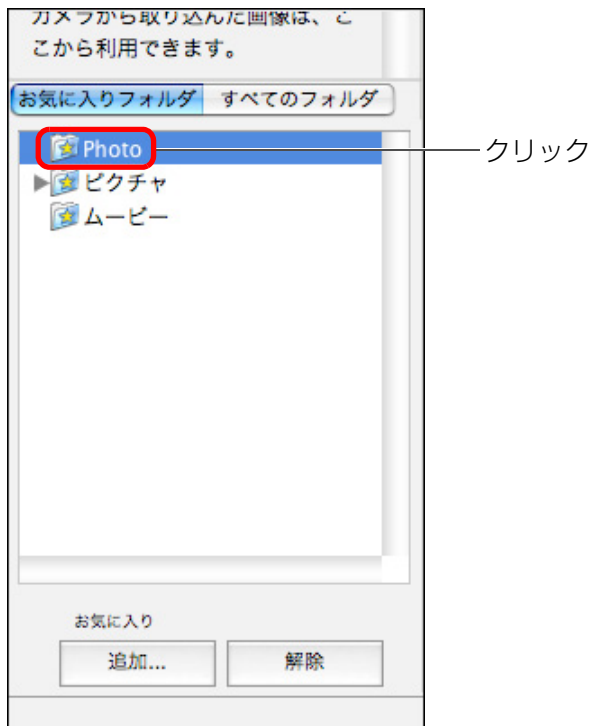 カメラから取り込んだ画像は、こ
こから利用できます。
お気に入りフォルダ すべてのフォルダ
Photo
クリック
ピクチャ
ムービー
お気に入り
追加... 解除